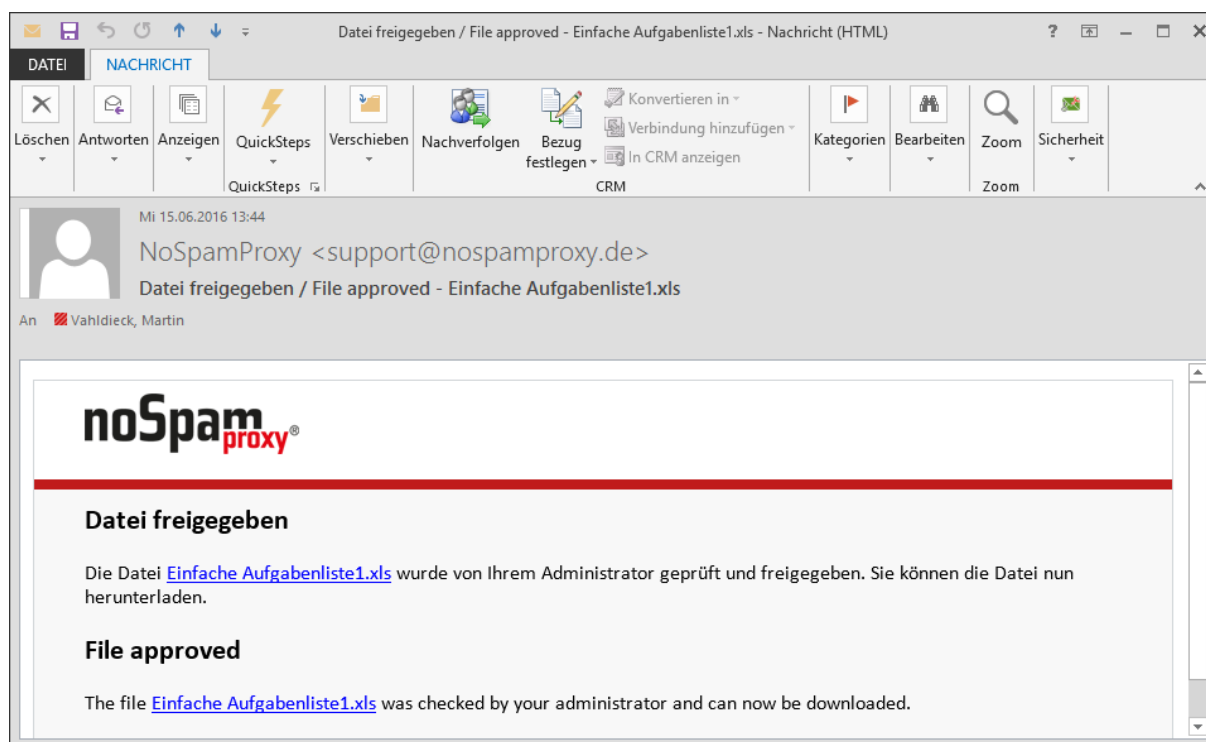 Datei freigegeben / File approved - Einfache Aufgabenliste1.xls - Nachricht (HTML)
?
DATEI NACHRICHT
Löschen Antworten Anzeigen QuickSteps Verschieben Nachverfolgen Bezug festlegen Konvertieren in Verbindung hinzufügen In CRM anzeigen Kategorien Bearbeiten Zoom Sicherheit
QuickSteps CRM Zoom
Mi 15.06.2016 13:44
NoSpamProxy <support@nospamproxy.de>
Datei freigegeben / File approved - Einfache Aufgabenliste1.xls
An Vahldieck, Martin
noSpam
proxy®
Datei freigegeben
Die Datei Einfache Aufgabenliste1.xls wurde von Ihrem Administrator geprüft und freigegeben. Sie können die Datei nun
herunterladen.
File approved
The file Einfache Aufgabenliste1.xls was checked by your administrator and can now be downloaded.